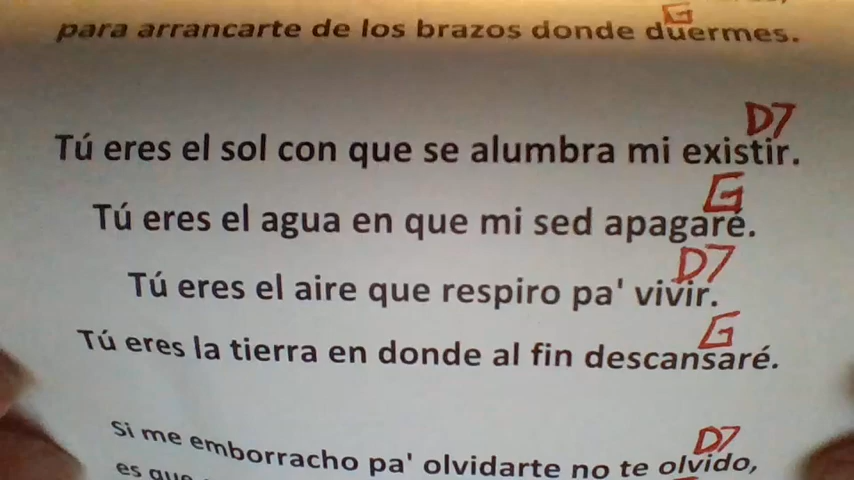 G
para arrancarte de los brazos donde duermes.
D7
Tú eres el sol con que se alumbra mi existir.
G
Tú eres el agua en que mi sed apagaré.
D7
Tú eres el aire que respiro pa' vivir.
G
Tú eres la tierra en donde al fin descansaré.
D7
Si me emborracho pa' olvidarte no te olvido,
es que